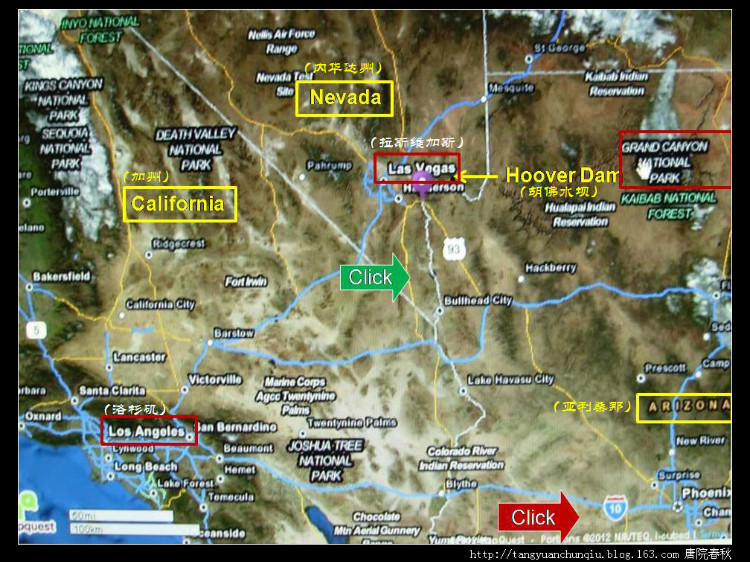 INYO NATIONAL
FOREST
Nellis Air Force
Range
St George
KINGS CANYON
NATIONAL
PARK
(内华达州)
Nevada Test
Site
Nevada
Kaibab Indian
Reservation
Mesquite
SEQUOIA
NATIONAL
PARK
DEATH VALLEY
NATIONAL
PARK
(拉斯维加斯)
Las Vegas
GRAND CANYON
NATIONAL
PARK
Pahrump
(加州)
California
Hoover Dam
(胡佛水坝)
KAIBAB NATIONAL
FOREST
Porterville
Hualapai Indian
Reservation
Ridgecrest
93
Bakersfield
Fort Irwin
Click
Hackberry
California City
Bullhead City
5
Barstow
Lancaster
Prescott
Victorville
Marine Corps
Agcc Twentynine
Palms
Lake Havasu City
Santa Clarita
(洛杉矶)
(亚利桑那)
ARIZONA
Oxnard
Los Angeles
San Bernardino
Twentynine Palms
Lynwood
Beaumont
JOSHUA TREE
NATIONAL
PARK
Colorado River
Indian Reservation
New River
Long Beach
Hemet
Lake Forest
Blythe
Surprise
Temecula
Phoenix
50mi
100km
10
Click
Chocolate
Mtn Aerial Gunnery
Range
http://tangyuanchunqiu.blog.163.com 唐院春秋